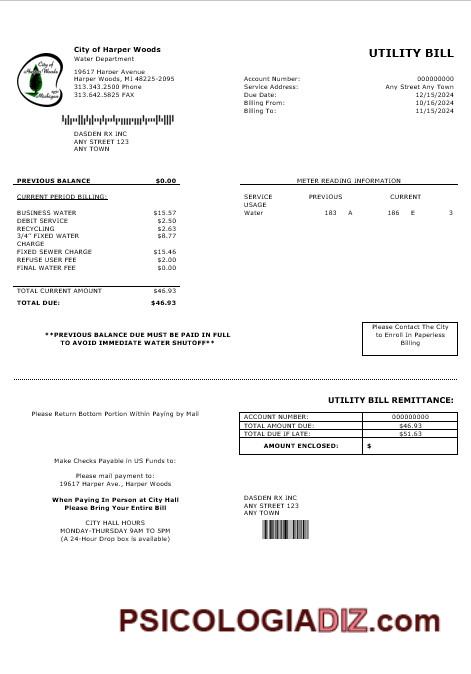 City of Harper Woods
Water Department
19617 Harper Avenue
Harper Woods, MI 48225-2095
313.343.2500 Phone
313.642.5825 FAX
City of
Harper Woods
Michigan
DASDEN RX INC
ANY STREET 123
ANY TOWN
UTILITY BILL
Account Number: 000000000
Service Address: Any Street Any Town
Due Date: 12/15/2024
Billing From: 10/16/2024
Billing To: 11/15/2024
PREVIOUS BALANCE $0.00
CURRENT PERIOD BILLING:
BUSINESS WATER $15.57
DEBIT SERVICE $2.50
RECYCLING $2.63
3/4" FIXED WATER $8.77
CHARGE
FIXED SEWER CHARGE $15.46
REFUSE USER FEE $2.00
FINAL WATER FEE $0.00
TOTAL CURRENT AMOUNT $46.93
TOTAL DUE: $46.93
METER READING INFORMATION
SERVICE PREVIOUS CURRENT
USAGE
Water 183 A 186 E 3
**PREVIOUS BALANCE DUE MUST BE PAID IN FULL
TO AVOID IMMEDIATE WATER SHUTOFF**
Please Contact The City
to Enroll In Paperless
Billing
UTILITY BILL REMITTANCE:
Please Return Bottom Portion Within Paying by Mail
ACCOUNT NUMBER: 000000000
TOTAL AMOUNT DUE: $46.93
TOTAL DUE IF LATE: $51.63
AMOUNT ENCLOSED: $
Make Checks Payable in US Funds to:
Please mail payment to:
19617 Harper Ave., Harper Woods
When Paying In Person at City Hall
Please Bring Your Entire Bill
CITY HALL HOURS
MONDAY-THURSDAY 9AM TO 5PM
(A 24-Hour Drop box is available)
DASDEN RX INC
ANY STREET 123
ANY TOWN
PSICOLOGIADIZ.com